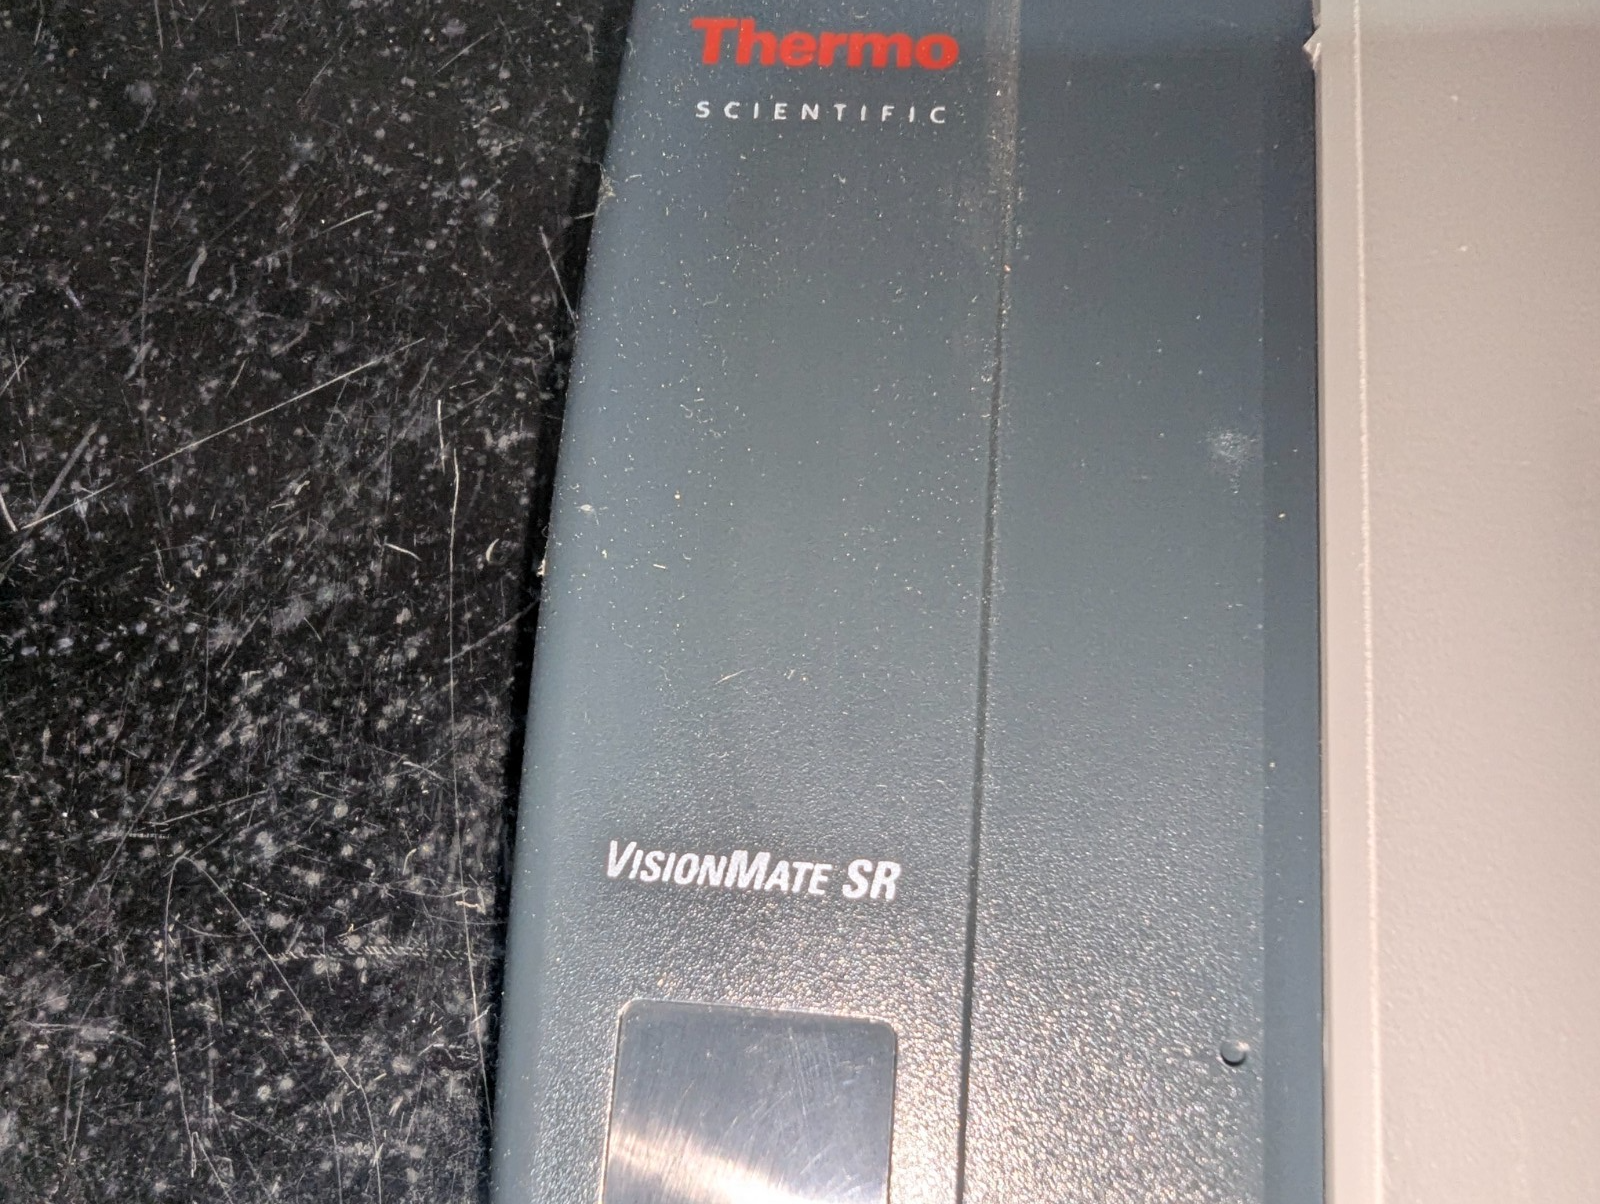 Thermo
SCIENTIFIC
VISIONMATE SR